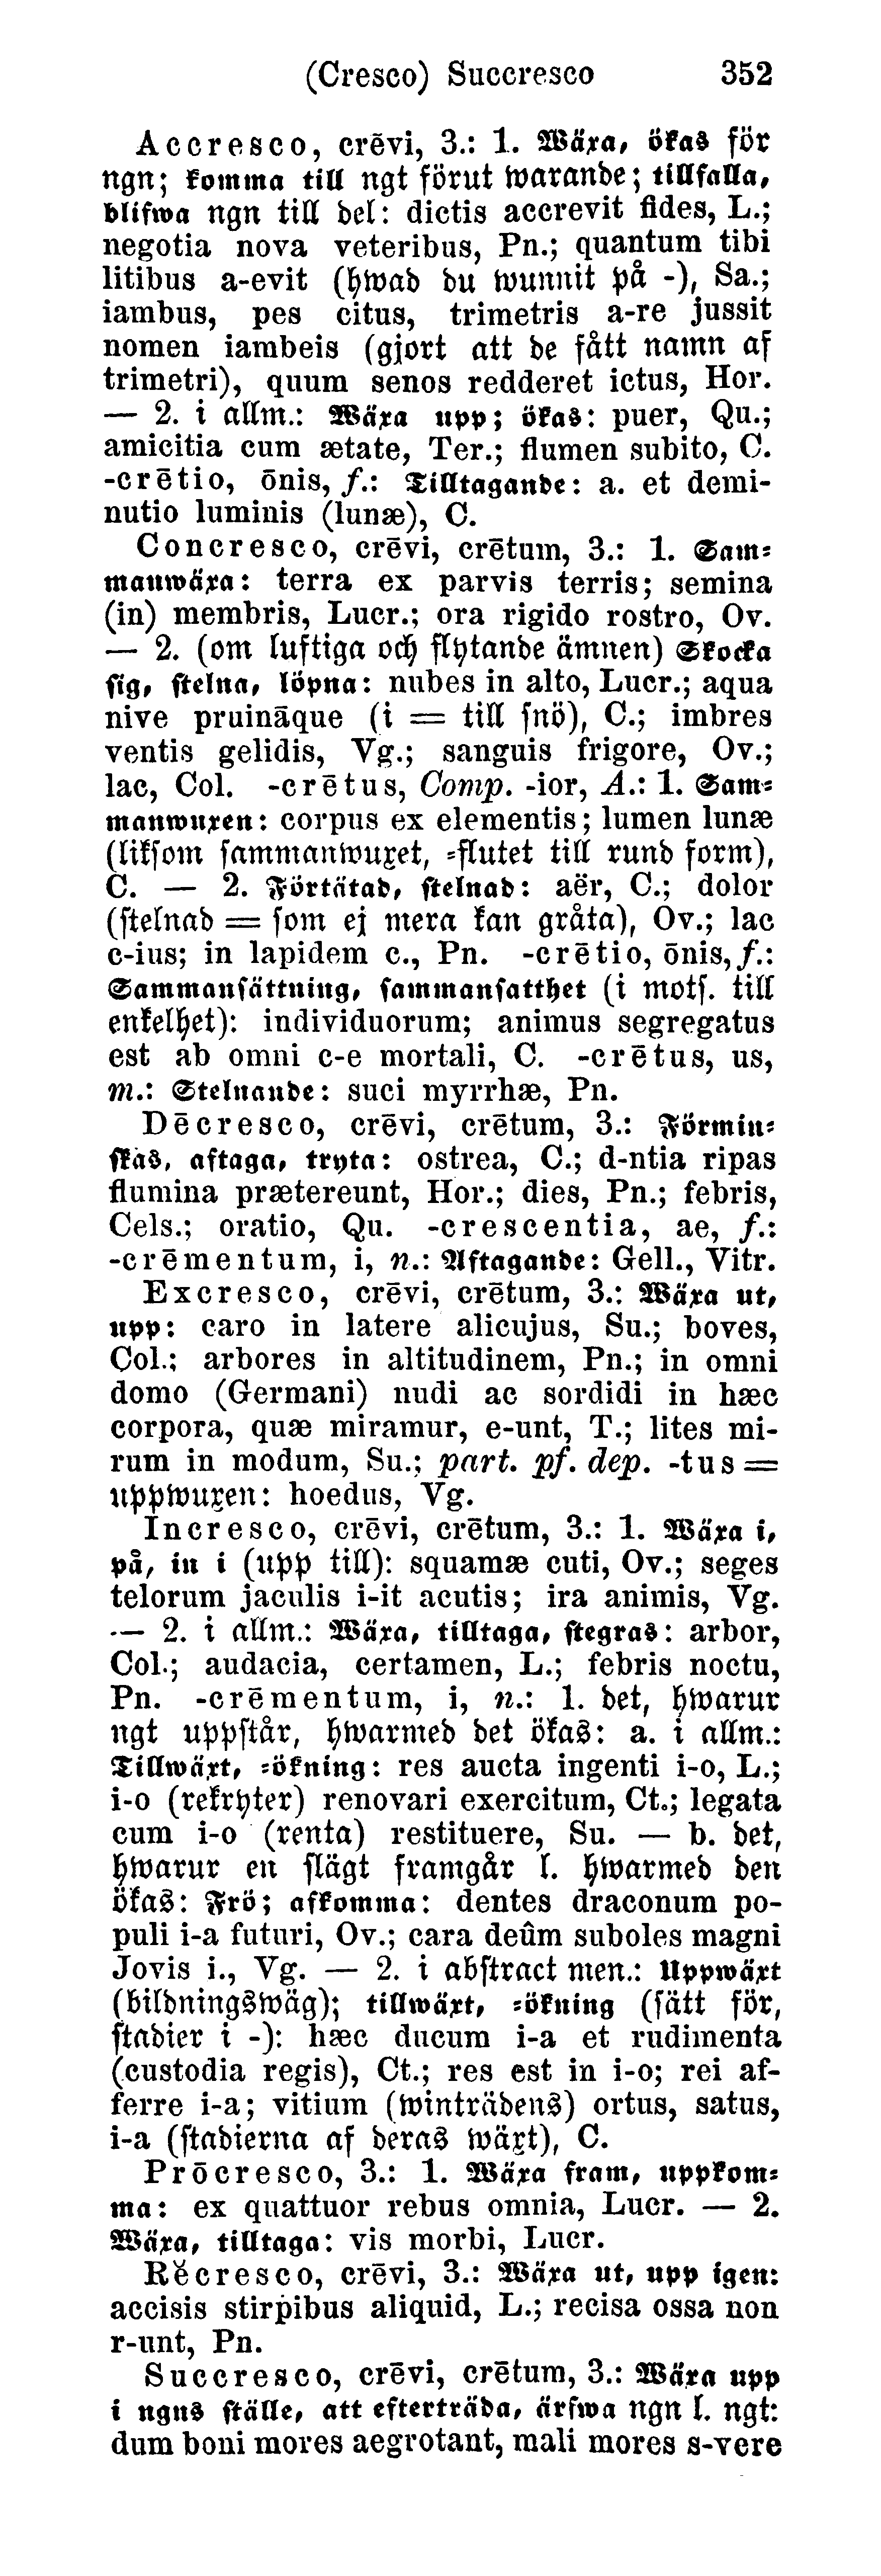 (Cresco) Succresco 352
Accresco, crēvi, 3.: 1. Wäxa, ökas för
ngn; komma till ngt förut warande; tillfalla,
blifwa ngn till del: dictis accrevit fides, L.;
negotia nova veteribus, Pn.; quantum tibi
litibus a-evit (hwad du wunnit på -), Sa.;
iambus, pes citus, trimetris a-re jussit
nomen iambeis (gjort att de fått namn af
trimetri), quum senos redderet ictus, Hor.
— 2. i allm.: Wäxa upp; ökas: puer, Qu.;
amicitia cum ætate, Ter.; flumen subito, C.
-crētio, ōnis, f.: Tilltagande: a. et demi-
nutio luminis (lunæ), C.
Concresco, crēvi, crētum, 3.: 1. Sam-
manwäxa: terra ex parvis terris; semina
(in) membris, Lucr.; ora rigido rostro, Ov.
— 2. (om luftiga och flytande ämnen) Skocka
sig, stelna, löpna: nubes in alto, Lucr.; aqua
nive pruināque (i = till snö), C.; imbres
ventis gelidis, Vg.; sanguis frigore, Ov.;
lac, Col. -crētus, Comp. -ior, A.: 1. Sam-
manwuxen: corpus ex elementis; lumen lunæ
(liksom sammanwuxet, -slutet till rund form),
C. — 2. Förtätad, stelnad: aër, C.; dolor
(stelnad = som ej mera kan gråta), Ov.; lac
c-ius; in lapidem c., Pn. -crētio, ōnis, f.:
Sammansättning, sammansatthet (i mots. till
enkelhet): individuorum; animus segregatus
est ab omni c-e mortali, C. -crētus, us,
m.: Stelnande: suci myrrhæ, Pn.
Dēcresco, crēvi, crētum, 3.: Förmin-
skas, aftaga, tryta: ostrea, C.; d-ntia ripas
flumina prætereunt, Hor.; dies, Pn.; febris,
Cels.; oratio, Qu. -crescentia, ae, f.:
-crēmentum, i, n.: Aftagande: Gell., Vitr.
Excresco, crēvi, crētum, 3.: Wäxa ut,
upp: caro in latere alicujus, Su.; boves,
Col.; arbores in altitudinem, Pn.; in omni
domo (Germani) nudi ac sordidi in hæc
corpora, quæ miramur, e-unt, T.; lites mi-
rum in modum, Su.; part. pf. dep. -tus =
uppwuxen: hoedus, Vg.
Incresco, crēvi, crētum, 3.: 1. Wäxa i,
på, in i (upp till): squamæ cuti, Ov.; seges
telorum jaculis i-it acutis; ira animis, Vg.
— 2. i allm.: Wäxa, tilltaga, stegras: arbor,
Col.; audacia, certamen, L.; febris noctu,
Pn. -crēmentum, i, n.: 1. det, hwarur
ngt uppstår, hwarmed det ökas: a. i allm.:
Tillwäxt, -ökning: res aucta ingenti i-o, L.;
i-o (rekryter) renovari exercitum, Ct.; legata
cum i-o (renta) restituere, Su. — b. det,
hwarur en slägt framgår l. hwarmed den
ökas: Frö; afkomma: dentes draconum po-
puli i-a futuri, Ov.; cara deûm suboles magni
Jovis i., Vg. — 2. i abstract men.: Uppwäxt
(bildningswäg); tillwäxt, -ökning (sätt för,
stadier i -): hæc ducum i-a et rudimenta
(custodia regis), Ct.; res est in i-o; rei af-
ferre i-a; vitium (winträdens) ortus, satus,
i-a (stadierna af deras wäxt), C.
Prōcresco, 3.: 1. Wäxa fram, uppkom-
ma: ex quattuor rebus omnia, Lucr. — 2.
Wäxa, tilltaga: vis morbi, Lucr.
Rĕcresco, crēvi, 3.: Wäxa ut, upp igen:
accisis stirpibus aliquid, L.; recisa ossa non
r-unt, Pn.
Succresco, crēvi, crētum, 3.: Wäxa upp
i ngns ställe, att efterträda, ärfwa ngn l. ngt:
dum boni mores aegrotant, mali mores s-vere